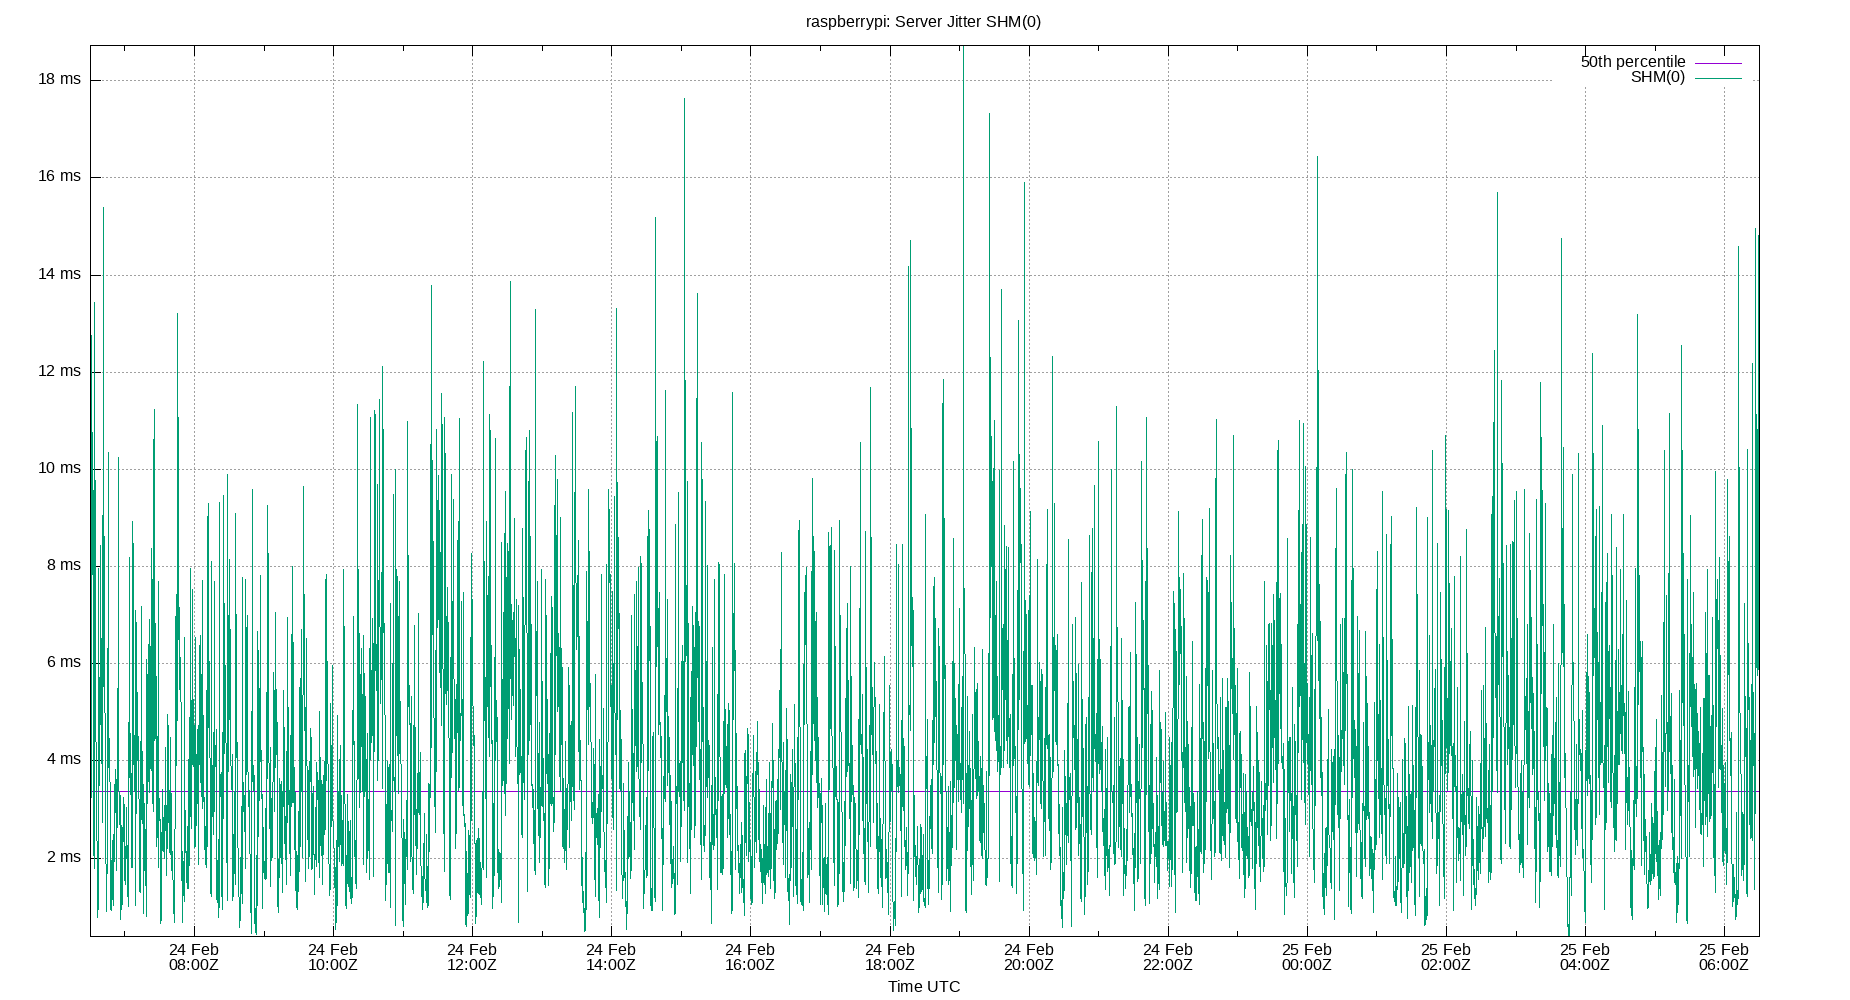 raspberrypi: Server Jitter SHM(0)
50th percentile
SHM(0)
18 ms
16 ms
14 ms
12 ms
10 ms
8 ms
6 ms
4 ms
2 ms
24 Feb 24 Feb 24 Feb 24 Feb 24 Feb 24 Feb 24 Feb 24 Feb 25 Feb 25 Feb 25 Feb 25 Feb
08:00Z 10:00Z 12:00Z 14:00Z 16:00Z 18:00Z 20:00Z 22:00Z 00:00Z 02:00Z 04:00Z 06:00Z
Time UTC